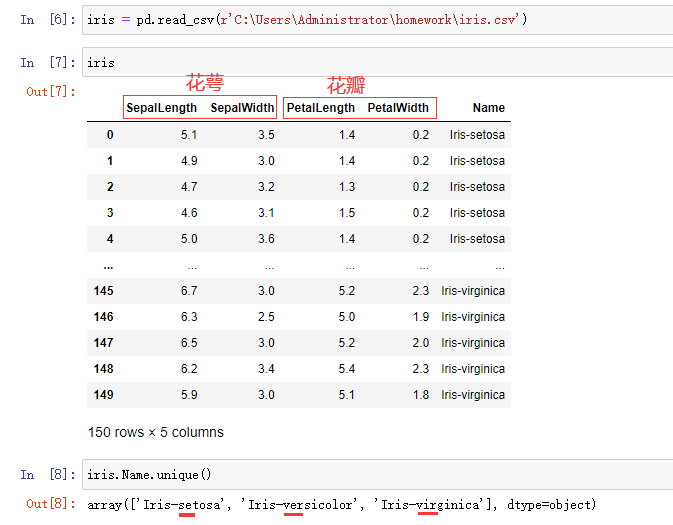 In [6]: iris = pd.read_csv(r'C:\Users\Administrator\homework\iris.csv')
In [7]: iris
Out[7]:
花萼 花瓣
SepalLength SepalWidth PetalLength PetalWidth Name
0 5.1 3.5 1.4 0.2 Iris-setosa
1 4.9 3.0 1.4 0.2 Iris-setosa
2 4.7 3.2 1.3 0.2 Iris-setosa
3 4.6 3.1 1.5 0.2 Iris-setosa
4 5.0 3.6 1.4 0.2 Iris-setosa
... ... ... ... ... ...
145 6.7 3.0 5.2 2.3 Iris-virginica
146 6.3 2.5 5.0 1.9 Iris-virginica
147 6.5 3.0 5.2 2.0 Iris-virginica
148 6.2 3.4 5.4 2.3 Iris-virginica
149 5.9 3.0 5.1 1.8 Iris-virginica
150 rows × 5 columns
In [8]: iris.Name.unique()
Out[8]: array(['Iris-setosa', 'Iris-versicolor', 'Iris-virginica'], dtype=object)